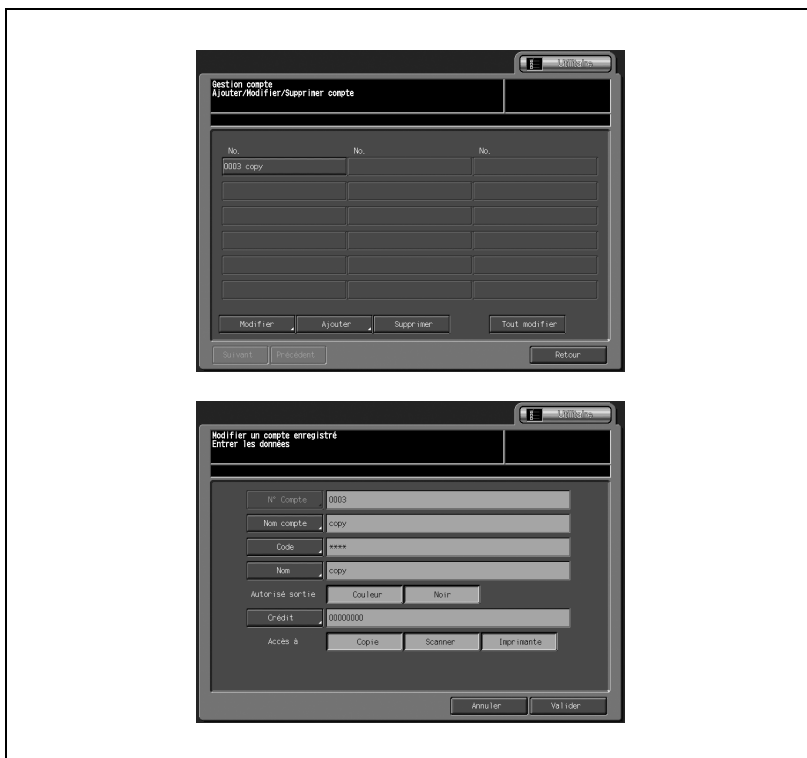 Utilitaire
Gestion compte
Ajouter/Modifier/Supprimer compte
No. No. No.
0003 copy
Modifier Ajouter Supprimer Tout modifier
Suivant Précédent Retour
Utilitaire
Modifier un compte enregistré
Entrer les données
N° Compte 0003
Nom compte copy
Code ****
Nom copy
Autorisé sortie Couleur Noir
Crédit 00000000
Accès à Copie Scanner Imprimante
Annuler Valider